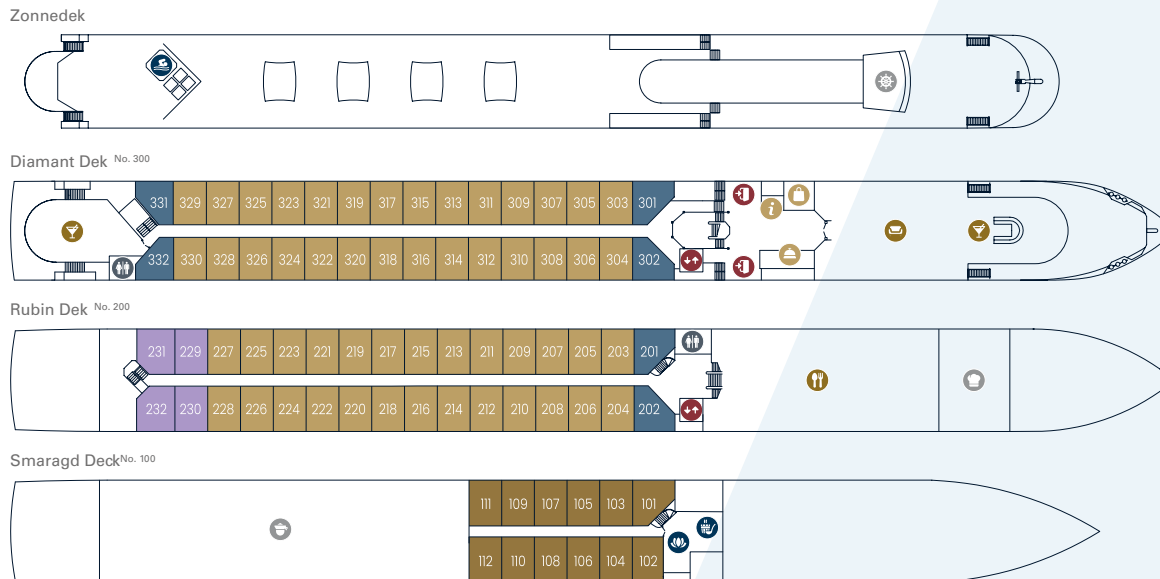 Zonnedek
Diamant Dek No. 300
331 329 327 325 323 321 319 317 315 313 311 309 307 305 303 301
i
332 330 328 326 324 322 320 318 316 314 312 310 308 306 304 302
Rubin Dek No. 200
231 229 227 225 223 221 219 217 215 213 211 209 207 205 203 201
232 230 228 226 224 222 220 218 216 214 212 210 208 206 204 202
Smaragd Deck No. 100
111 109 107 105 103 101
112 110 108 106 104 102